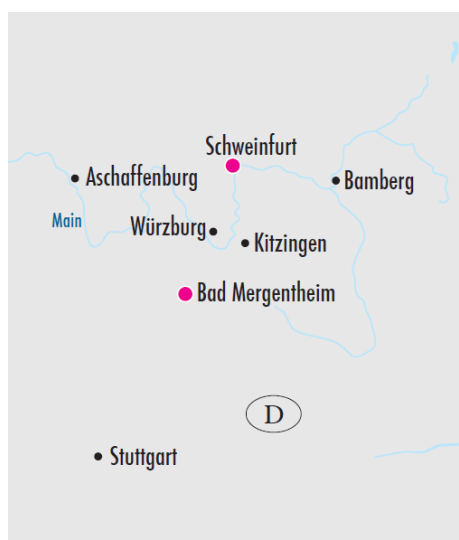 Schweinfurt
Aschaffenburg
Bamberg
Main
Würzburg
Kitzingen
Bad Mergentheim
D
Stuttgart